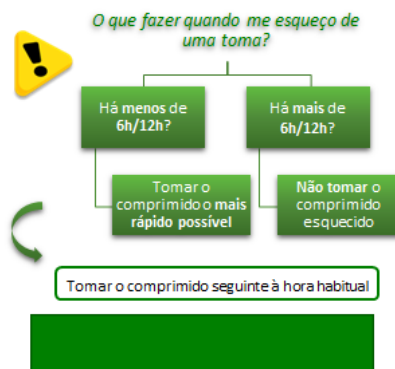 O que fazer quando me esqueço de
uma toma?
Há menos de
6h/12h?
Há mais de
6h/12h?
Tomar o
comprimido o mais
rápido possível
Não tomar o
comprimido
esquecido
Tomar o comprimido seguinte à hora habitual